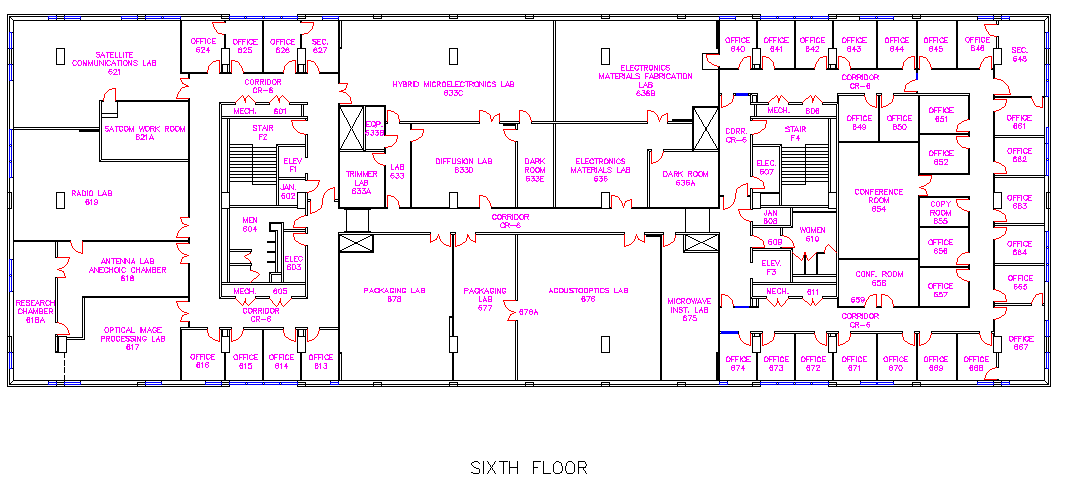 SATELLITE
COMMUNICATIONS LAB
621
OFFICE
624
OFFICE
625
OFFICE
626
SEC.
627
CORRIDOR
CR-6
MECH. 601
STAIR
F2
ELEV
F1
JAN.
602
SATCOM WORK ROOM
621A
RADIO LAB
619
MEN
604
ELEC
603
MECH. 605
CORRIDOR
CR-6
ANTENNA LAB
ANECHOIC CHAMBER
618
RESEARCH
CHAMBER
618A
OPTICAL IMAGE
PROCESSING LAB
617
OFFICE
616
OFFICE
615
OFFICE
614
OFFICE
613
HYBRID MICROELECTRONICS LAB
633C
ELECTRONICS
MATERIALS FABRICATION
LAB
636B
EQP.
633B
TRIMMER
LAB
633A
LAB
633
DIFFUSION LAB
633D
DARK
ROOM
633E
ELECTRONICS
MATERIALS LAB
636
DARK ROOM
636A
CORRIDOR
CR-6
PACKAGING LAB
678
PACKAGING
LAB
677
676A
ACOUSTOOPTICS LAB
676
MICROWAVE
INST. LAB
675
OFFICE
640
OFFICE
641
OFFICE
642
OFFICE
643
OFFICE
644
OFFICE
645
OFFICE
646
SEC.
648
CORRIDOR
CR-6
MECH. 606
CORR.
CR-6
STAIR
F4
ELEC.
607
JAN
608
609
WOMEN
610
ELEV.
F3
MECH. 611
OFFICE
649
OFFICE
650
OFFICE
651
OFFICE
652
CONFERENCE
ROOM
654
COPY
ROOM
655
OFFICE
656
CONF. ROOM
658
659
OFFICE
657
OFFICE
661
OFFICE
662
OFFICE
663
OFFICE
664
OFFICE
665
OFFICE
667
CORRIDOR
CR-6
OFFICE
674
OFFICE
673
OFFICE
672
OFFICE
671
OFFICE
670
OFFICE
669
OFFICE
668
SIXTH FLOOR